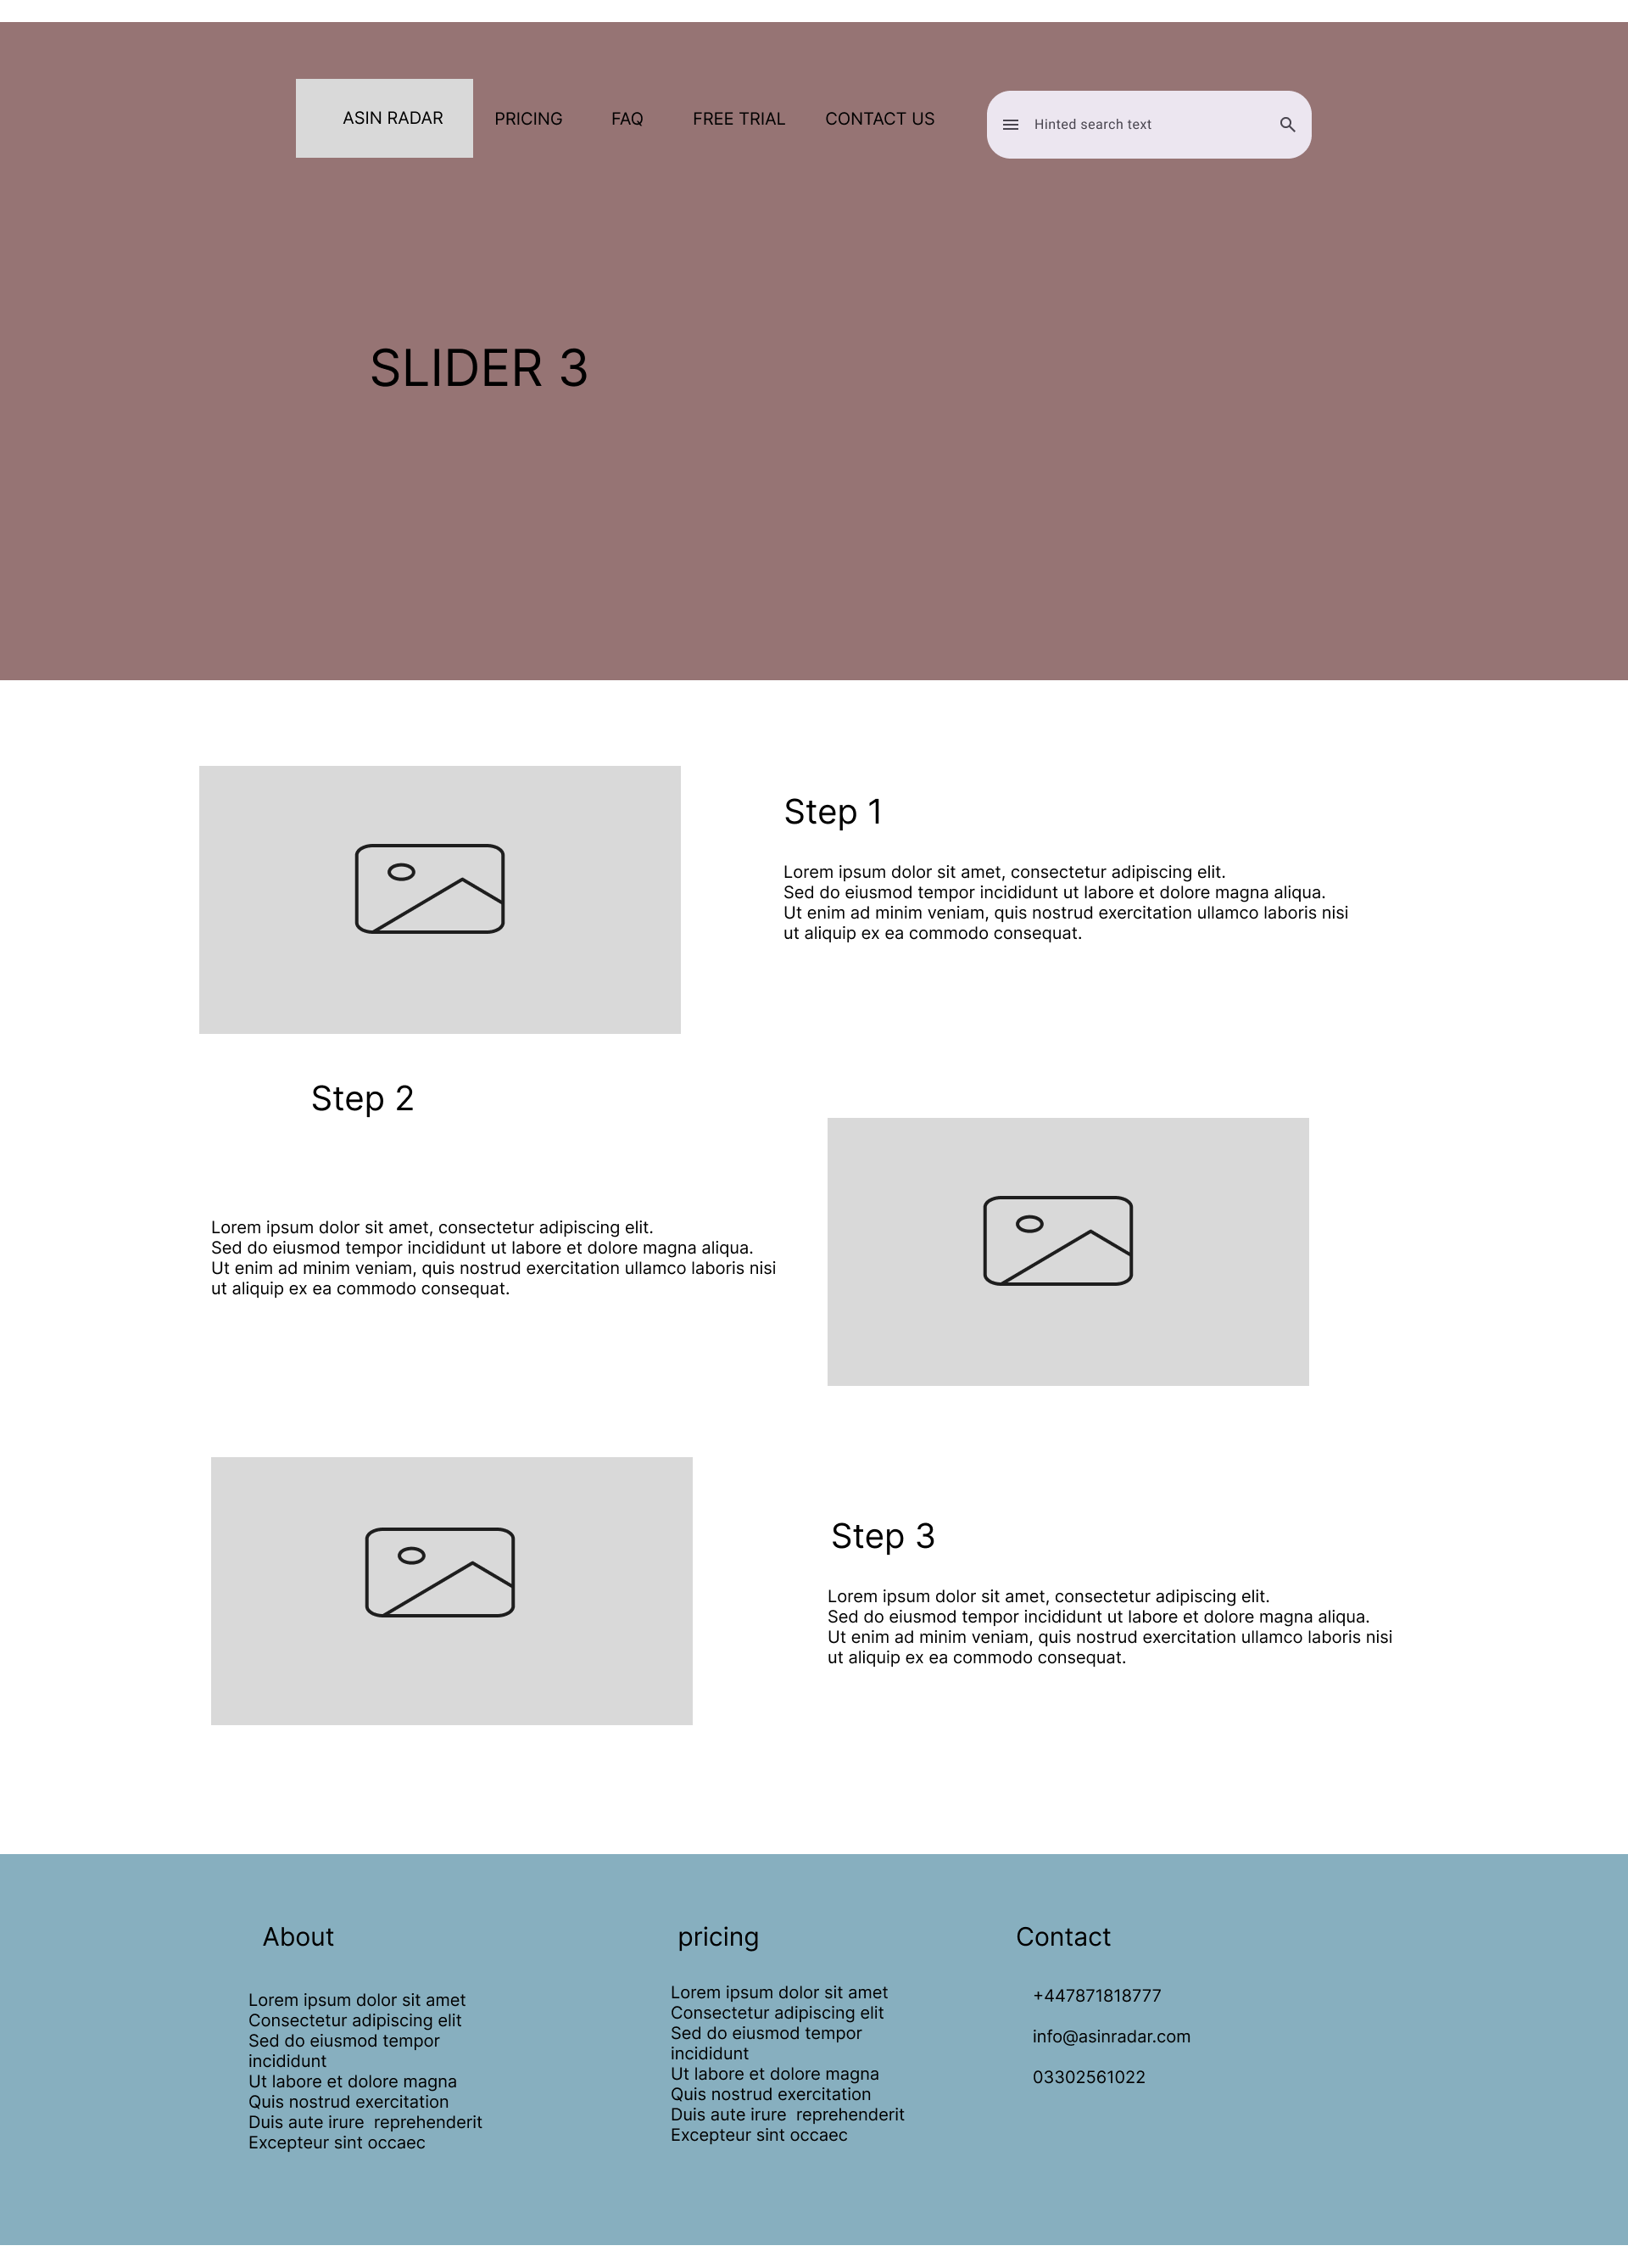 ASIN RADAR
PRICING
FAQ
FREE TRIAL
CONTACT US
Hinted search text
SLIDER 3
Step 1
Lorem ipsum dolor sit amet, consectetur adipiscing elit.
Sed do eiusmod tempor incididunt ut labore et dolore magna aliqua.
Ut enim ad minim veniam, quis nostrud exercitation ullamco laboris nisi
ut aliquip ex ea commodo consequat.
Step 2
Lorem ipsum dolor sit amet, consectetur adipiscing elit.
Sed do eiusmod tempor incididunt ut labore et dolore magna aliqua.
Ut enim ad minim veniam, quis nostrud exercitation ullamco laboris nisi
ut aliquip ex ea commodo consequat.
Step 3
Lorem ipsum dolor sit amet, consectetur adipiscing elit.
Sed do eiusmod tempor incididunt ut labore et dolore magna aliqua.
Ut enim ad minim veniam, quis nostrud exercitation ullamco laboris nisi
ut aliquip ex ea commodo consequat.
About
Lorem ipsum dolor sit amet
Consectetur adipiscing elit
Sed do eiusmod tempor
incididunt
Ut labore et dolore magna
Quis nostrud exercitation
Duis aute irure  reprehenderit
Excepteur sint occaec
pricing
Lorem ipsum dolor sit amet
Consectetur adipiscing elit
Sed do eiusmod tempor
incididunt
Ut labore et dolore magna
Quis nostrud exercitation
Duis aute irure  reprehenderit
Excepteur sint occaec
Contact
+447871818777
info@asinradar.com
03302561022